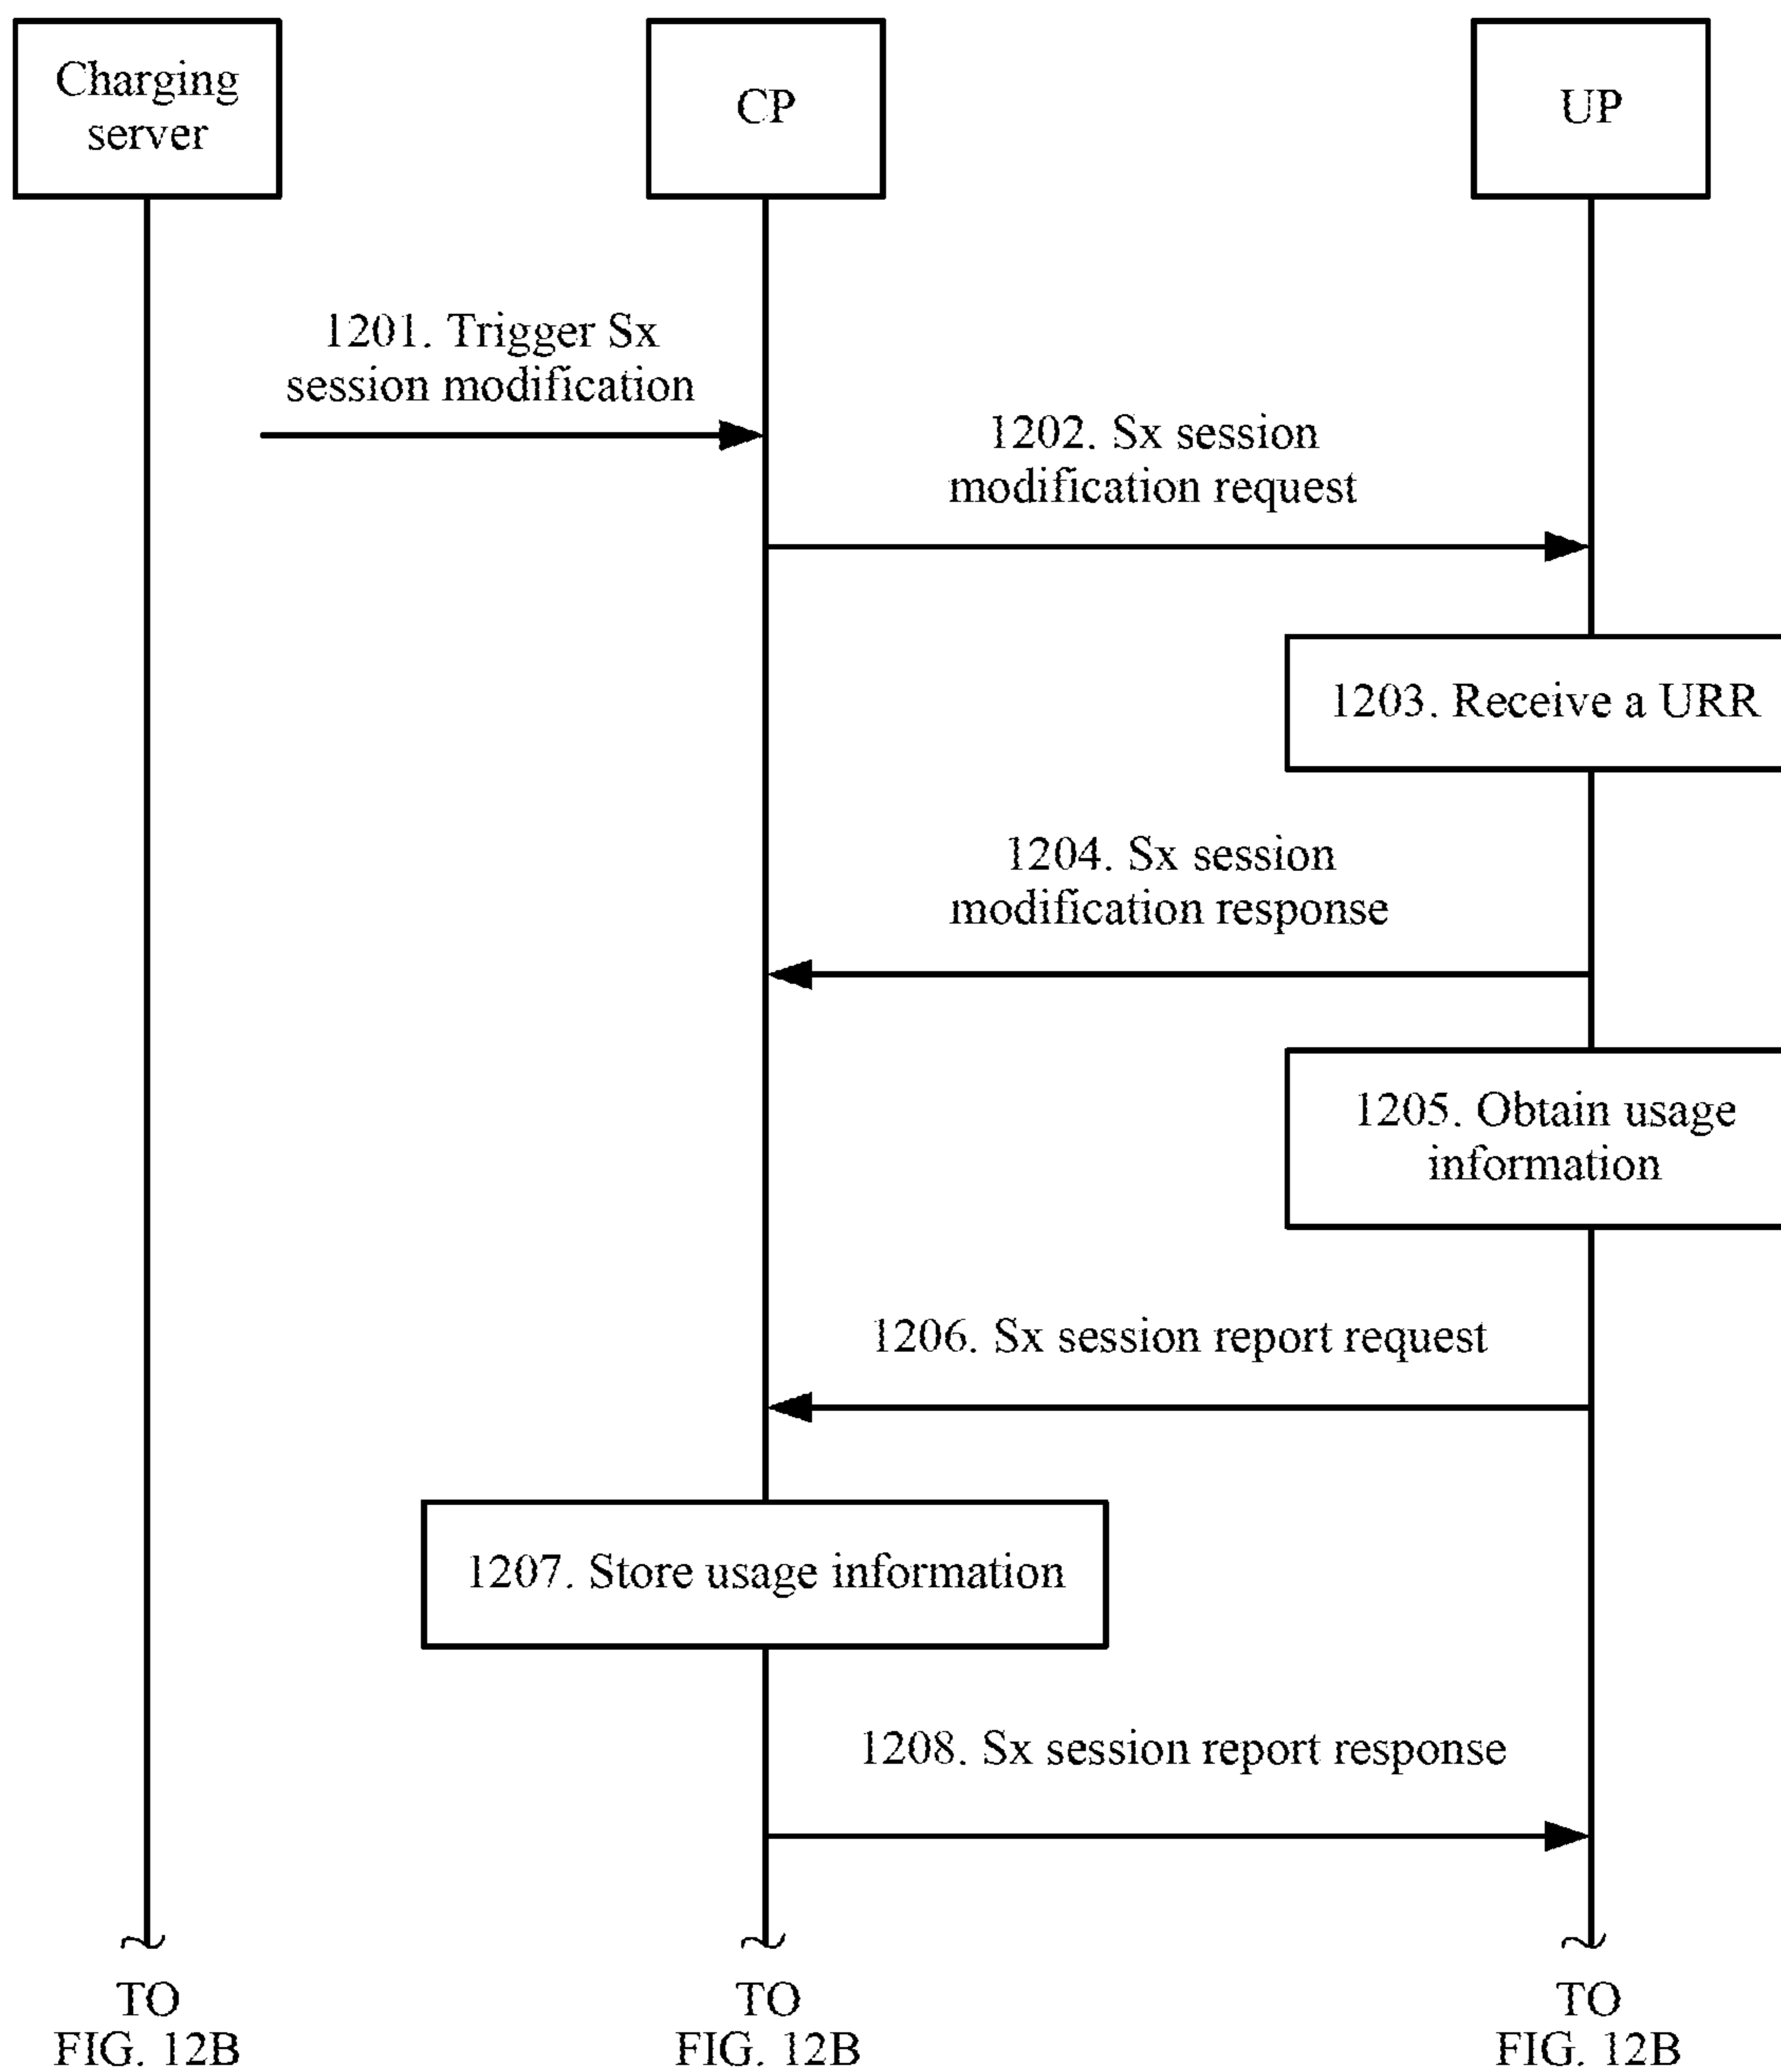 Charging
server
CP
UP
1201. Trigger Sx
session modification
1202. Sx session
modification request
1203. Receive a URR
1204. Sx session
modification response
1205. Obtain usage
information
1206. Sx session report request
1207. Store usage information
1208. Sx session report response
TO
FIG. 12B
TO
FIG. 12B
TO
FIG. 12B